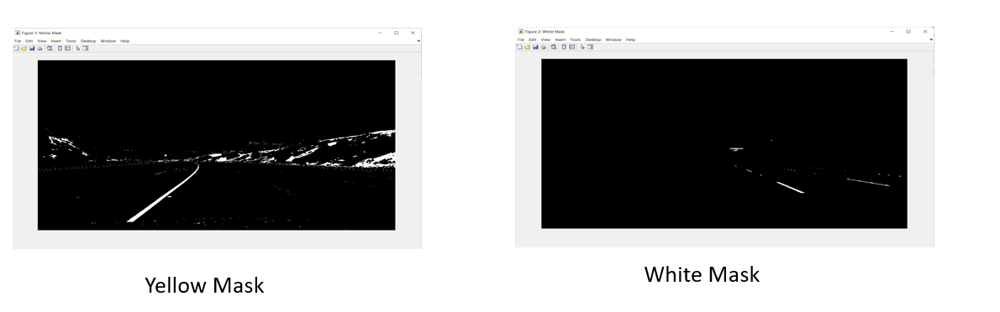 Figure 1: Yellow Mask
File Edit View Insert Tools Desktop Window Help
Figure 2: White Mask
File Edit View Insert Tools Desktop Window Help
Yellow Mask
White Mask